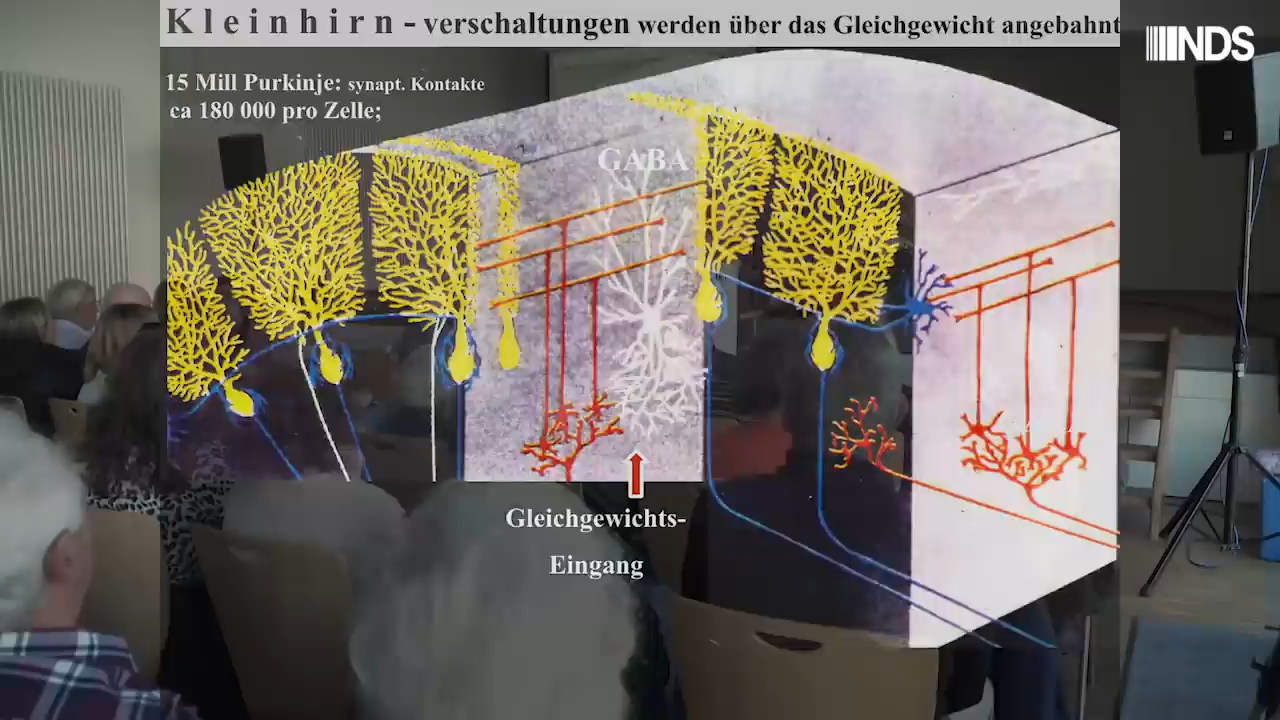 Kleinhirn - verschaltungen werden über das Gleichgewicht angebahnt
NDS
15 Mill Purkinje: synapt. Kontakte
ca 180 000 pro Zelle;
GABA
Gleichgewichts-
Eingang